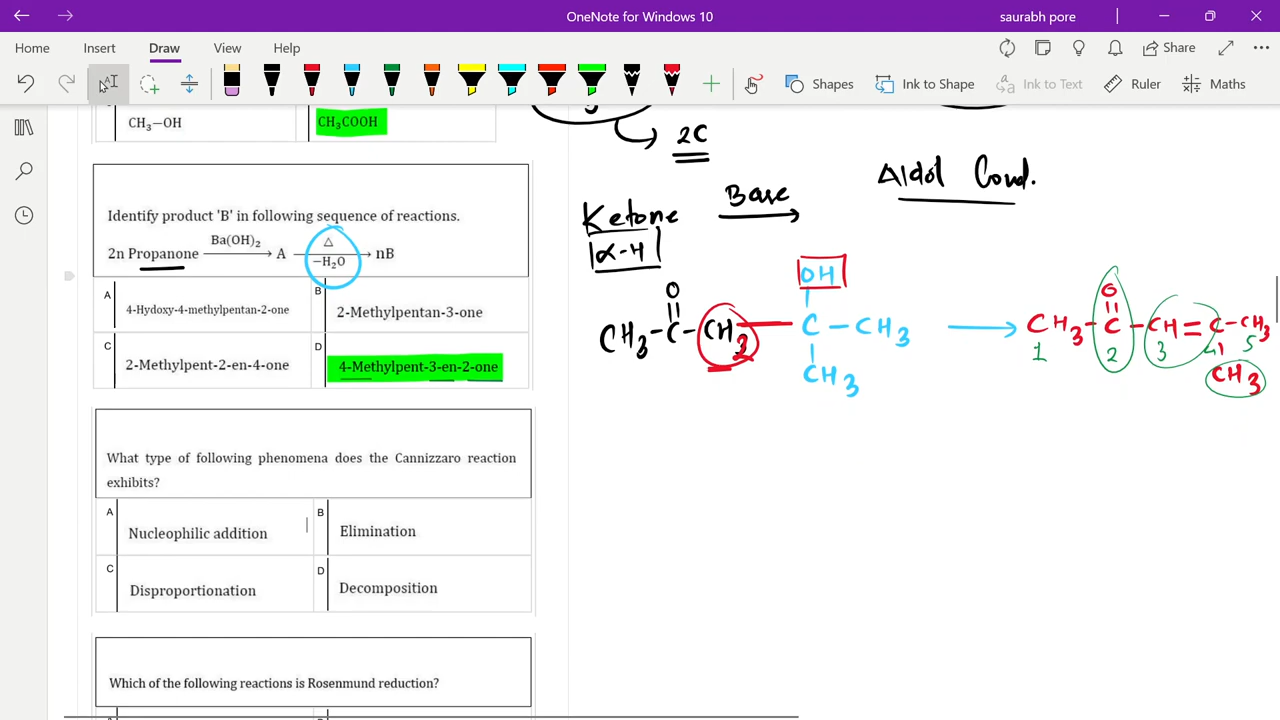 OneNote for Windows 10
saurabh pore
Home Insert Draw View Help
Share
Shapes
Ink to Shape
Ink to Text
Ruler
Maths
CH₃—OH
CH₃COOH
2C
Aldol Cond.
Identify product 'B' in following sequence of reactions.
2n Propanone Ba(OH)₂ A △ −H₂O nB
A 4-Hydoxy-4-methylpentan-2-one
B 2-Methylpentan-3-one
C 2-Methylpent-2-en-4-one
D 4-Methylpent-3-en-2-one
Ketone Base
α-H
O
CH₃ – C – CH₂
OH
C – CH₃
CH₃
O
CH₃ – C – CH = C – CH₃
1 2 3 4 5
CH₃
What type of following phenomena does the Cannizzaro reaction
exhibits?
A Nucleophilic addition
B Elimination
C Disproportionation
D Decomposition
Which of the following reactions is Rosenmund reduction?